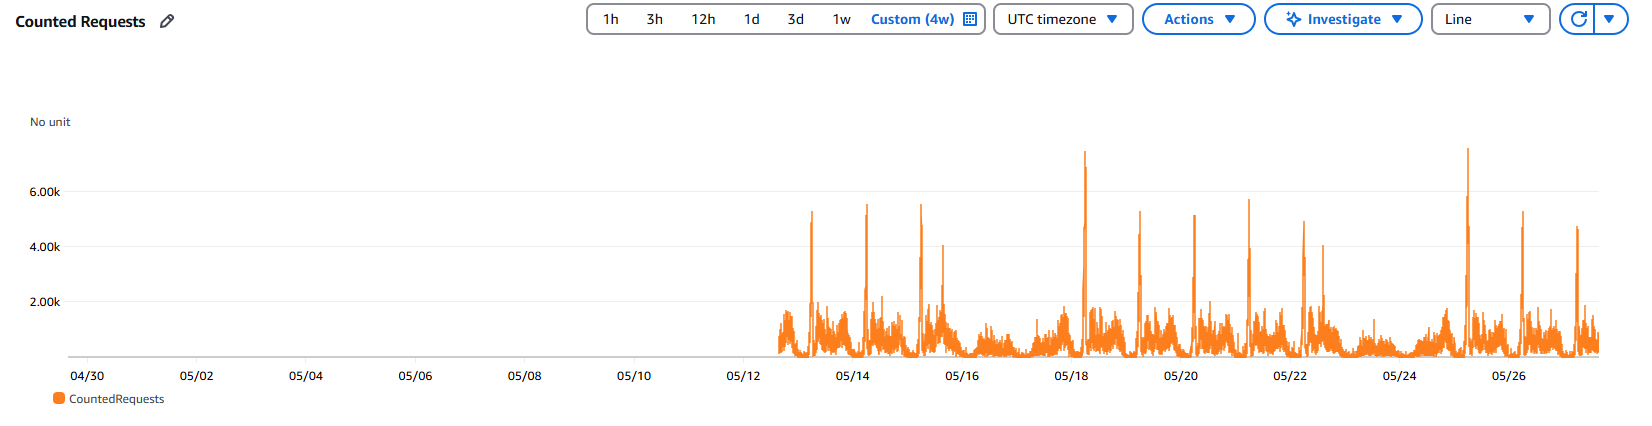 Counted Requests
1h 3h 12h 1d 3d 1w Custom (4w) UTC timezone Actions Investigate Line
No unit
6.00k
4.00k
2.00k
04/30 05/02 05/04 05/06 05/08 05/10 05/12 05/14 05/16 05/18 05/20 05/22 05/24 05/26
CountedRequests